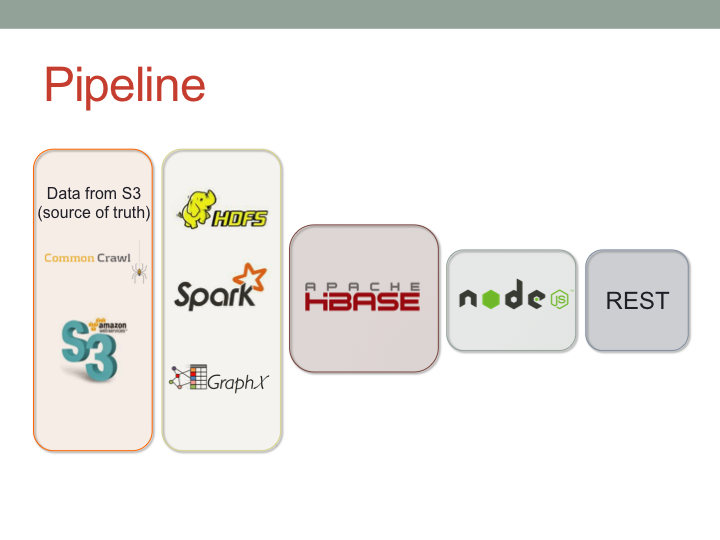 Pipeline
Data from S3
(source of truth)
Common Crawl
amazon
web services
S3
HDFS
Spark
GraphX
APACHE
HBASE
node
JS
REST